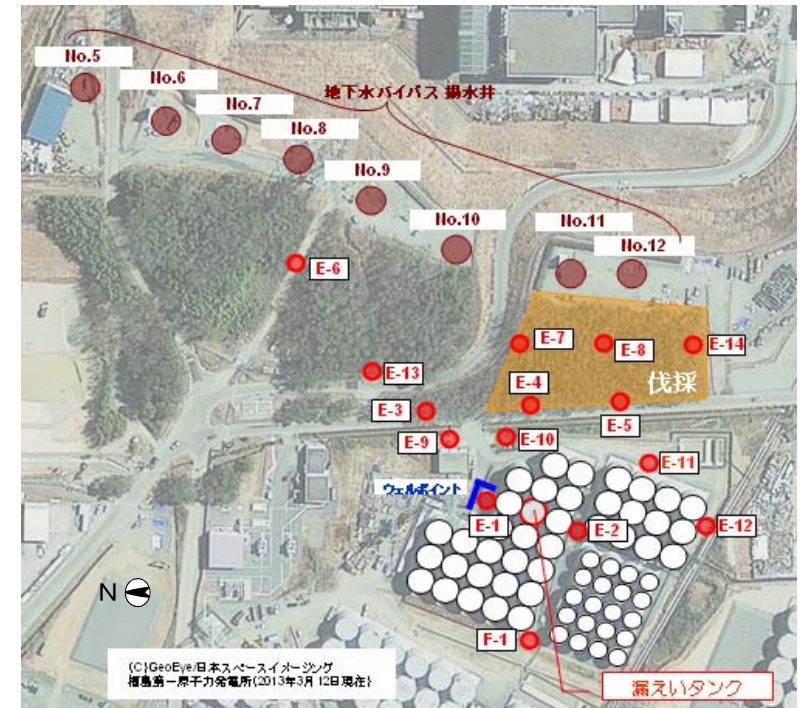 No.5
No.6
No.7
No.8
地下水バイパス 揚水井
No.9
No.10
No.11
No.12
E-6
E-7
E-8
E-14
E-13
伐採
E-4
E-3
E-5
E-9
E-10
E-11
ウェルポイント
E-1
E-2
E-12
N
F-1
(C)GeoEye/日本スペースイメージング
福島第一原子力発電所(2013年3月12日現在)
漏えいタンク